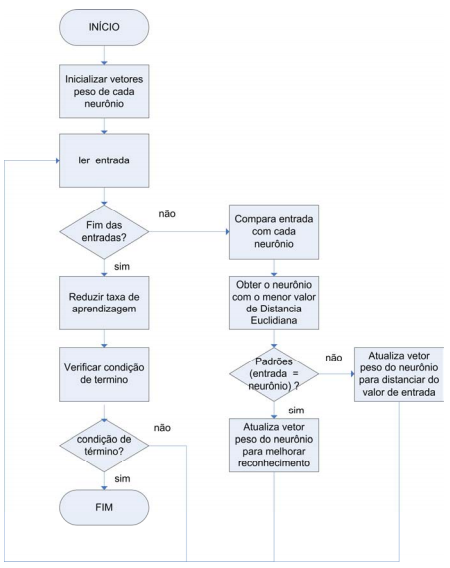 INÍCIO
Inicializar vetores
peso de cada
neurônio
ler entrada
Fim das
entradas?
não
sim
Compara entrada
com cada
neurônio
Reduzir taxa de
aprendizagem
Obter o neurônio
com o menor valor
de Distancia
Euclidiana
Verificar condição
de termino
Padrões
(entrada =
neurônio) ?
não
sim
Atualiza vetor
peso do neurônio
para distanciar do
valor de entrada
condição de
término?
não
sim
Atualiza vetor
peso do neurônio
para melhorar
reconhecimento
FIM